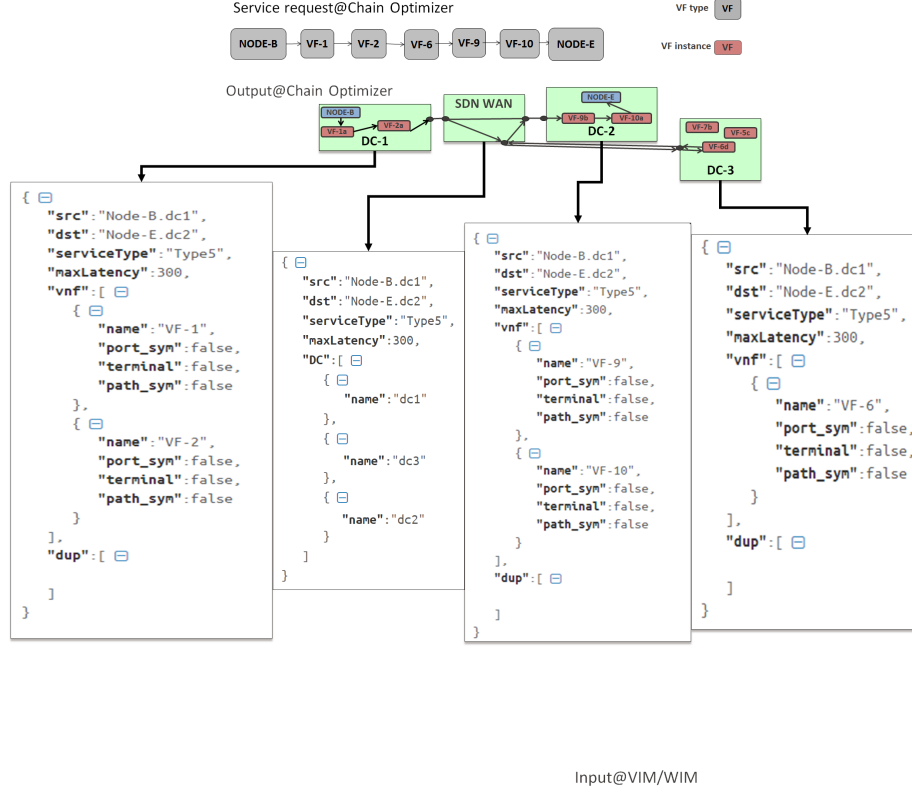 Service request@Chain Optimizer
VF type
VF
NODE-B
VF-1
VF-2
VF-6
VF-9
VF-10
NODE-E
VF instance
VF
Output@Chain Optimizer
NODE-B
VF-1a
VF-2a
DC-1
SDN WAN
NODE-E
VF-9b
VF-10a
DC-2
VF-7b
VF-5c
VF-6d
DC-3
{
"src":"Node-B.dc1",
"dst":"Node-E.dc2",
"serviceType":"Type5",
"maxLatency":300,
"vnf":[
{
"name":"VF-1",
"port_sym":false,
"terminal":false,
"path_sym":false
},
{
"name":"VF-2",
"port_sym":false,
"terminal":false,
"path_sym":false
}
],
"dup":[
]
}
{
"src":"Node-B.dc1",
"dst":"Node-E.dc2",
"serviceType":"Type5",
"maxLatency":300,
"DC":[
{
"name":"dc1"
},
{
"name":"dc3"
},
{
"name":"dc2"
}
]
}
{
"src":"Node-B.dc1",
"dst":"Node-E.dc2",
"serviceType":"Type5",
"maxLatency":300,
"vnf":[
{
"name":"VF-9",
"port_sym":false,
"terminal":false,
"path_sym":false
},
{
"name":"VF-10",
"port_sym":false,
"terminal":false,
"path_sym":false
}
],
"dup":[
]
}
{
"src":"Node-B.dc1",
"dst":"Node-E.dc2",
"serviceType":"Type5",
"maxLatency":300,
"vnf":[
{
"name":"VF-6",
"port_sym":false,
"terminal":false,
"path_sym":false
}
],
"dup":[
]
}
Input@VIM/WIM